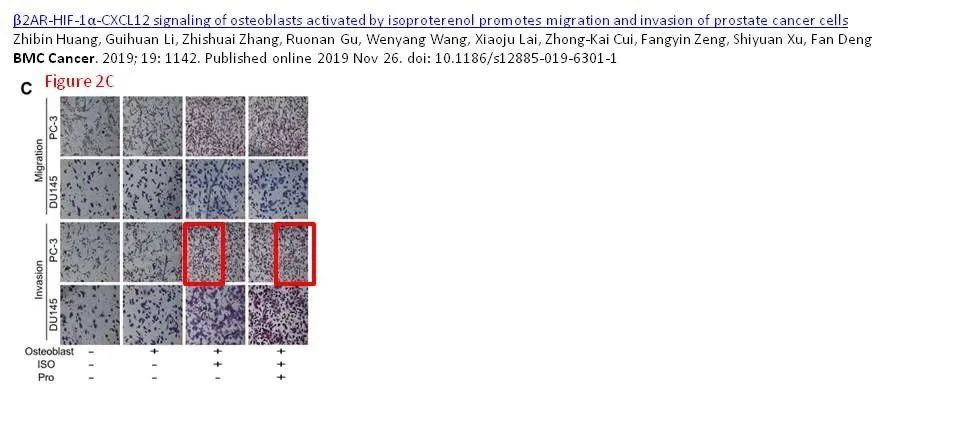 β2AR-HIF-1α-CXCL12 signaling of osteoblasts activated by isoproterenol promotes migration and invasion of prostate cancer cells
Zhibin Huang, Guihuan Li, Zhishuai Zhang, Ruonan Gu, Wenyang Wang, Xiaoju Lai, Zhong-Kai Cui, Fangyin Zeng, Shiyuan Xu, Fan Deng
BMC Cancer. 2019; 19: 1142. Published online 2019 Nov 26. doi: 10.1186/s12885-019-6301-1
C Figure 2C
Migration
PC-3
DU145
Invasion
PC-3
DU145
Osteoblast - + + +
ISO - - + +
Pro - - - +